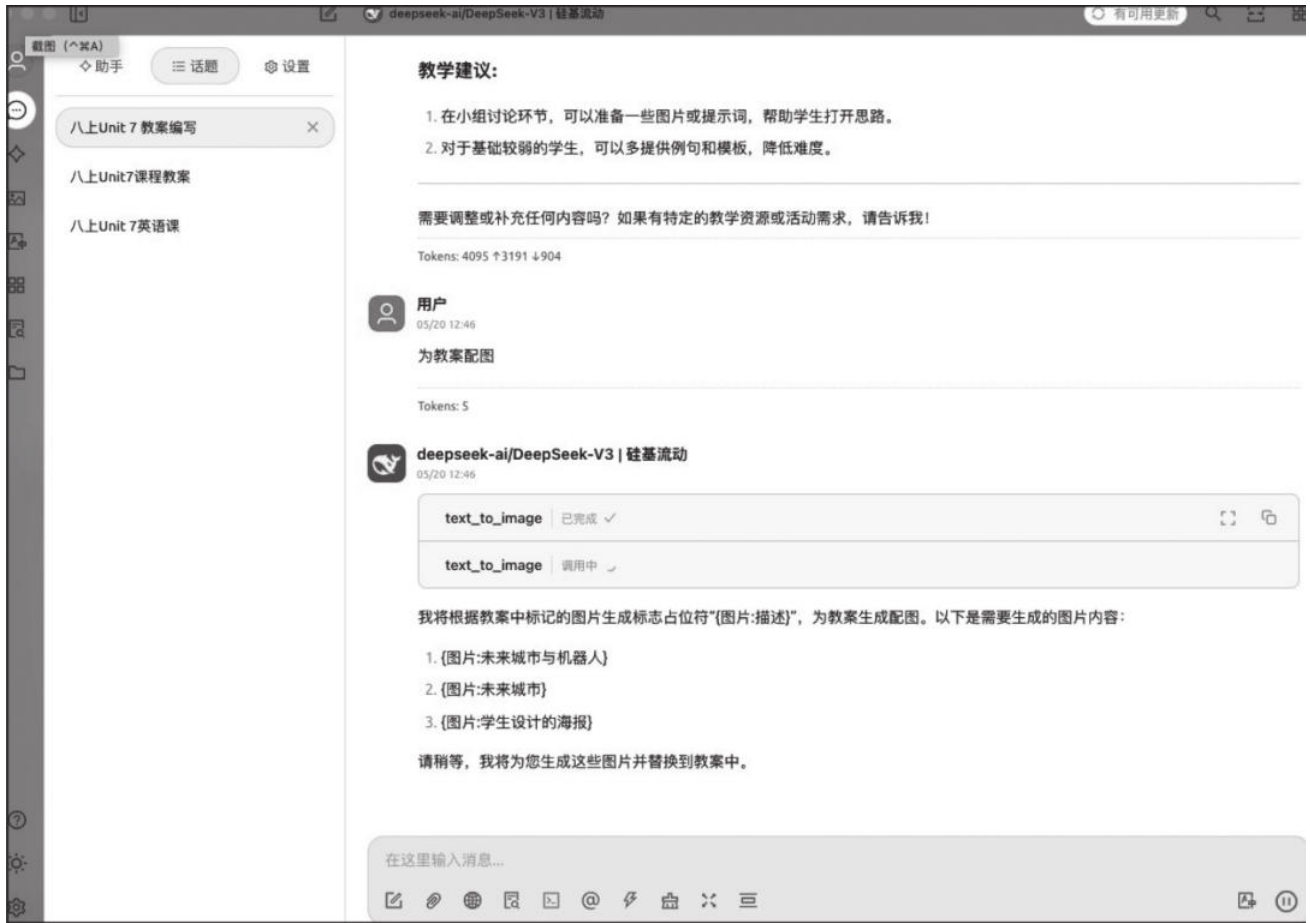 deepseek-ai/DeepSeek-V3 | 硅基流动
有可用更新
截图 (^⌘A)
助手
话题
设置
八上Unit 7 教案编写
八上Unit7课程教案
八上Unit 7英语课
教学建议:
1. 在小组讨论环节，可以准备一些图片或提示词，帮助学生打开思路。
2. 对于基础较弱的学生，可以多提供例句和模板，降低难度。
需要调整或补充任何内容吗？如果有特定的教学资源或活动需求，请告诉我！
Tokens: 4095 ↑3191 ↓904
用户
05/20 12:46
为教案配图
Tokens: 5
deepseek-ai/DeepSeek-V3 | 硅基流动
05/20 12:46
text_to_image 已完成
text_to_image 调用中
我将根据教案中标记的图片生成标志占位符“{图片:描述}”，为教案生成配图。以下是需要生成的图片内容：
1. {图片:未来城市与机器人}
2. {图片:未来城市}
3. {图片:学生设计的海报}
请稍等，我将为您生成这些图片并替换到教案中。
在这里输入消息...